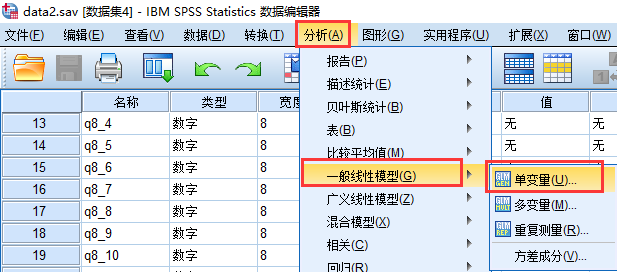 data2.sav [数据集4] - IBM SPSS Statistics 数据编辑器
文件(F) 编辑(E) 查看(V) 数据(D) 转换(T) 分析(A) 图形(G) 实用程序(U) 扩展(X) 窗口(W)
名称 类型 宽度 值
13 q8_4 数字 8 无 无
14 q8_5 数字 8 无 无
15 q8_6 数字 8
16 q8_7 数字 8
17 q8_8 数字 8
18 q8_9 数字 8
19 q8_10 数字 8 无 无
报告(P)
描述统计(E)
贝叶斯统计(B)
表(B)
比较平均值(M)
一般线性模型(G)
广义线性模型(Z)
混合模型(X)
相关(C)
回归(R)
单变量(U)...
多变量(M)...
重复测量(R)...
方差成分(V)...